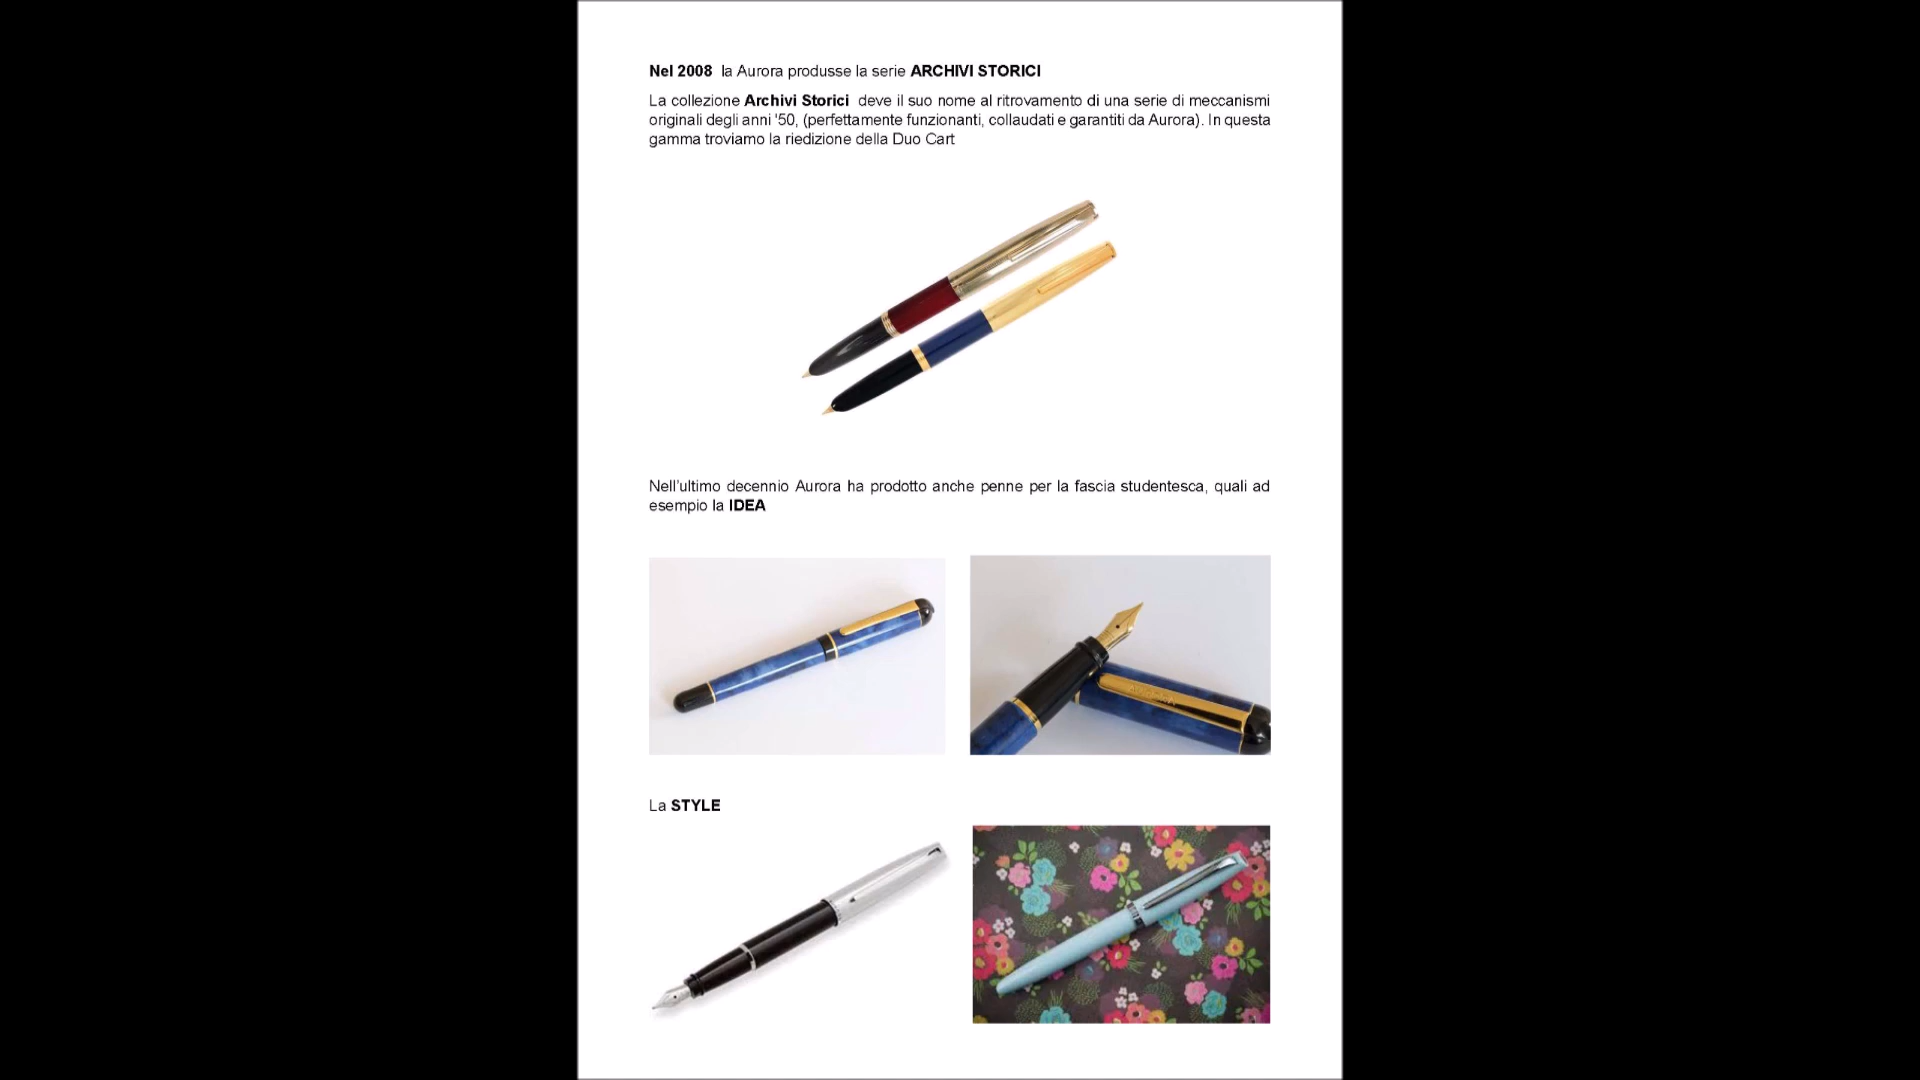 Nel 2008  la Aurora produsse la serie ARCHIVI STORICI
La collezione Archivi Storici  deve il suo nome al ritrovamento di una serie di meccanismi
originali degli anni '50, (perfettamente funzionanti, collaudati e garantiti da Aurora). In questa
gamma troviamo la riedizione della Duo Cart
Nell'ultimo decennio Aurora ha prodotto anche penne per la fascia studentesca, quali ad
esempio la IDEA
La STYLE